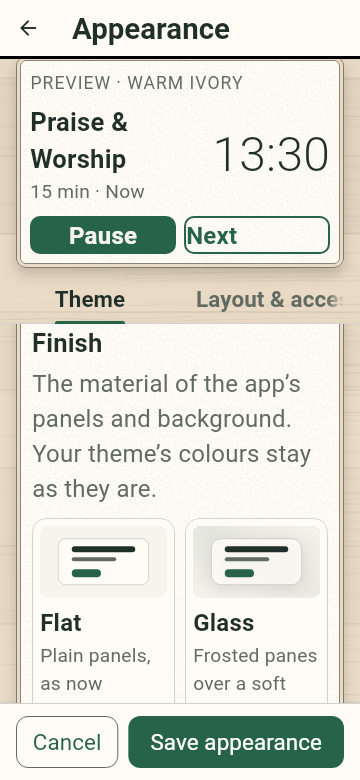 Appearance
PREVIEW · WARM IVORY
Praise &
Worship
13:30
15 min · Now
Pause
Next
Theme
Layout & acce
Finish
The material of the app’s
panels and background.
Your theme’s colours stay
as they are.
Flat
Glass
Plain panels,
as now
Frosted panes
over a soft
Cancel
Save appearance